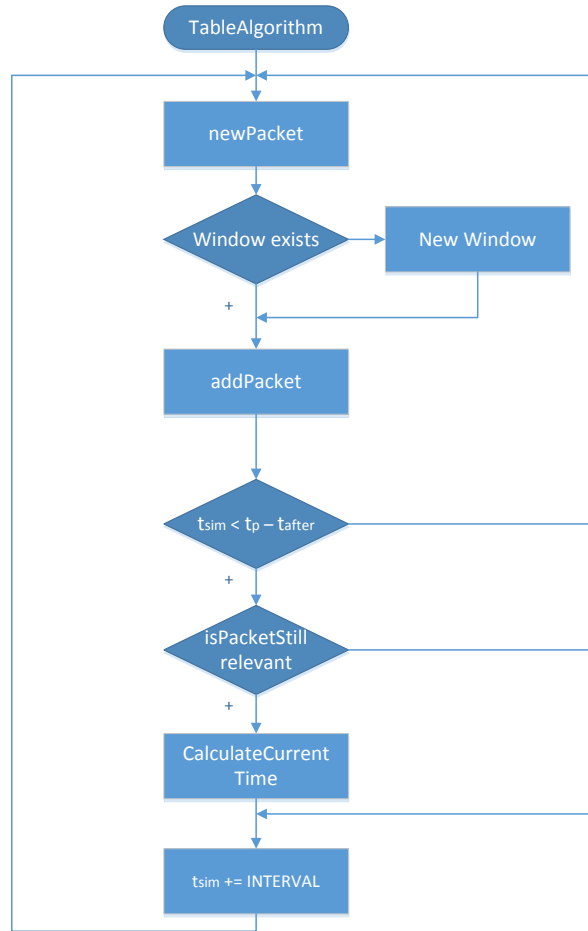 TableAlgorithm
newPacket
Window exists
New Window
+
addPacket
tsim < tp – tafter
+
isPacketStill
relevant
+
CalculateCurrent
Time
tsim += INTERVAL